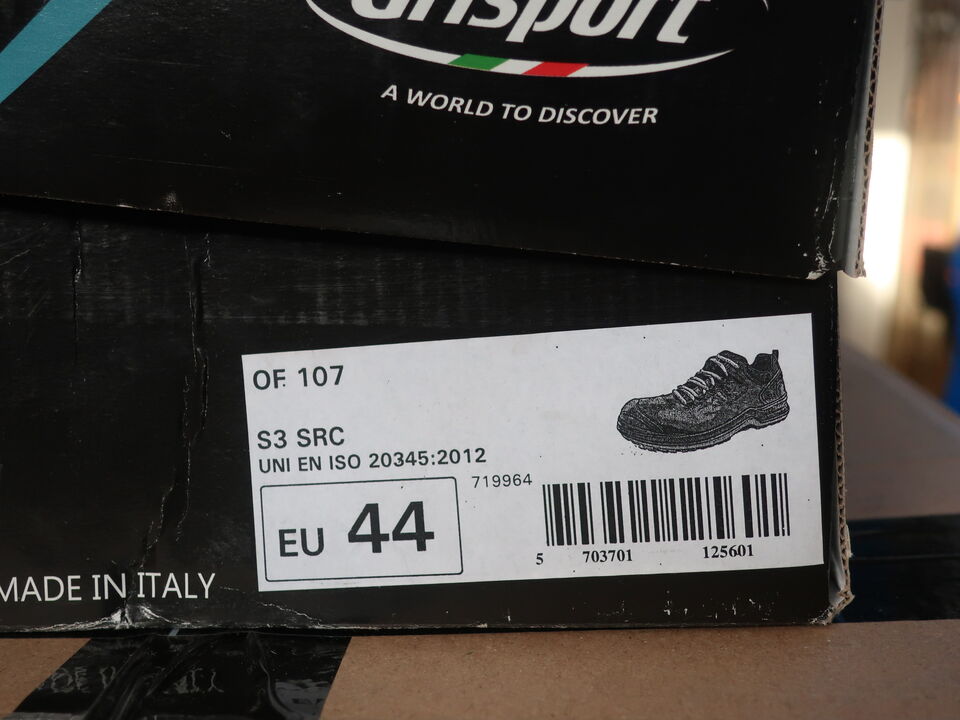 Grisport
A WORLD TO DISCOVER
OF 107
S3 SRC
UNI EN ISO 20345:2012
719964
EU 44
5 703701 125601
MADE IN ITALY